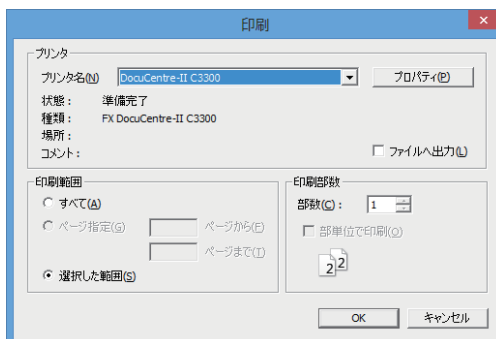 印刷
プリンタ
プリンタ名(N) DocuCentre-II C3300 プロパティ(P)
状態: 準備完了
種類: FX DocuCentre-II C3300
場所:
コメント: ファイルへ出力(L)
印刷範囲
すべて(A)
ページ指定(G) ページから(F)
ページまで(T)
選択した範囲(S)
印刷部数
部数(C): 1
部単位で印刷(O)
2 2
OK キャンセル